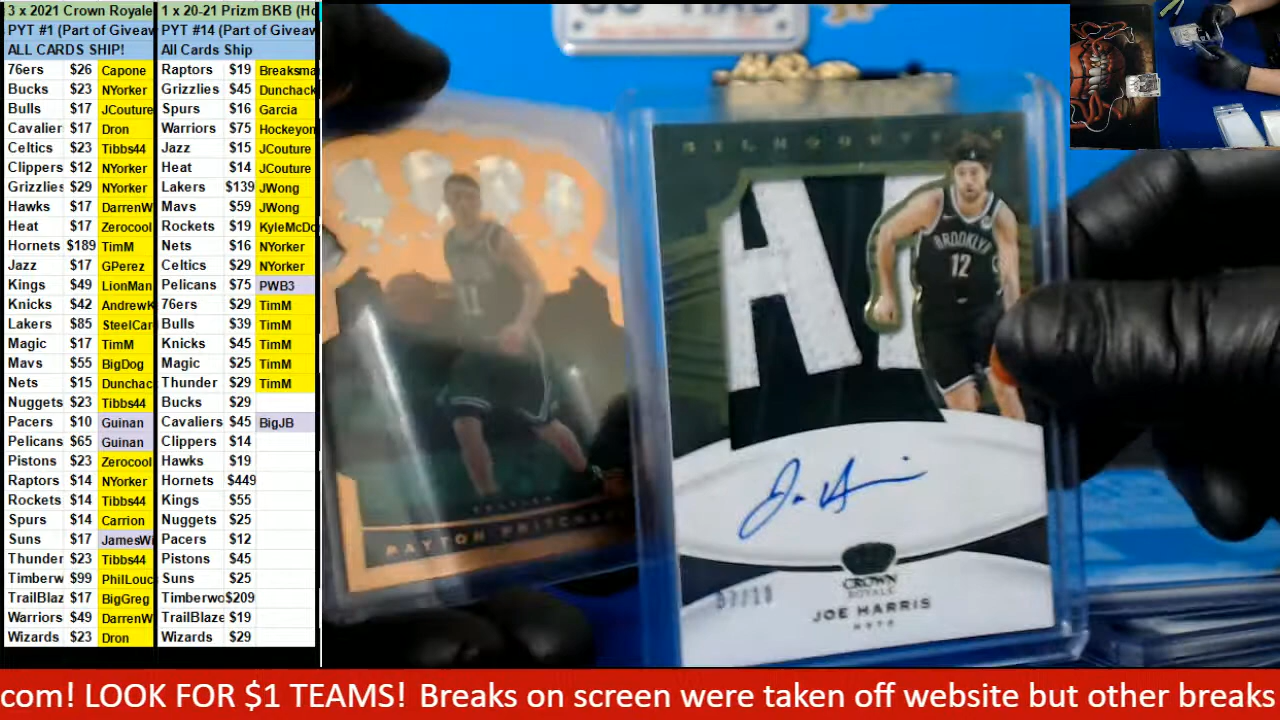 3 x 2021 Crown Royale
PYT #1 (Part of Giveaw
ALL CARDS SHIP!
76ers $26 Capone
Bucks $23 NYorker
Bulls $17 JCouture
Cavalier $17 Dron
Celtics $23 Tibbs44
Clippers $12 NYorker
Grizzlies $29 NYorker
Hawks $17 DarrenW
Heat $17 Zerocool
Hornets $189 TimM
Jazz $17 GPerez
Kings $49 LionMan
Knicks $42 AndrewK
Lakers $85 SteelCar
Magic $17 TimM
Mavs $55 BigDog
Nets $15 Dunchac
Nuggets $23 Tibbs44
Pacers $10 Guinan
Pelicans $65 Guinan
Pistons $23 Zerocool
Raptors $14 NYorker
Rockets $14 Tibbs44
Spurs $14 Carrion
Suns $17 JamesWi
Thunder $23 Tibbs44
Timberw $99 PhilLouc
TrailBlaz $17 BigGreg
Warriors $49 DarrenW
Wizards $23 Dron
1 x 20-21 Prizm BKB (Ho
PYT #14 (Part of Giveaw
All Cards Ship
Raptors $19 Breaksma
Grizzlies $45 Dunchack
Spurs $16 Garcia
Warriors $75 Hockeyon
Jazz $15 JCouture
Heat $14 JCouture
Lakers $139 JWong
Mavs $59 JWong
Rockets $19 KyleMcDo
Nets $16 NYorker
Celtics $29 NYorker
Pelicans $75 PWB3
76ers $29 TimM
Bulls $39 TimM
Knicks $45 TimM
Magic $25 TimM
Thunder $29 TimM
Bucks $29
Cavaliers $45 BigJB
Clippers $14
Hawks $19
Hornets $449
Kings $55
Nuggets $25
Pacers $12
Pistons $45
Suns $25
Timberwo $209
TrailBlaze $19
Wizards $29
PAYTON PRITCHA
11
SILHOUETTES
BROOKLYN
12
CROWN
ROYALE
JOE HARRIS
NETS
com! LOOK FOR $1 TEAMS! Breaks on screen were taken off website but other breaks